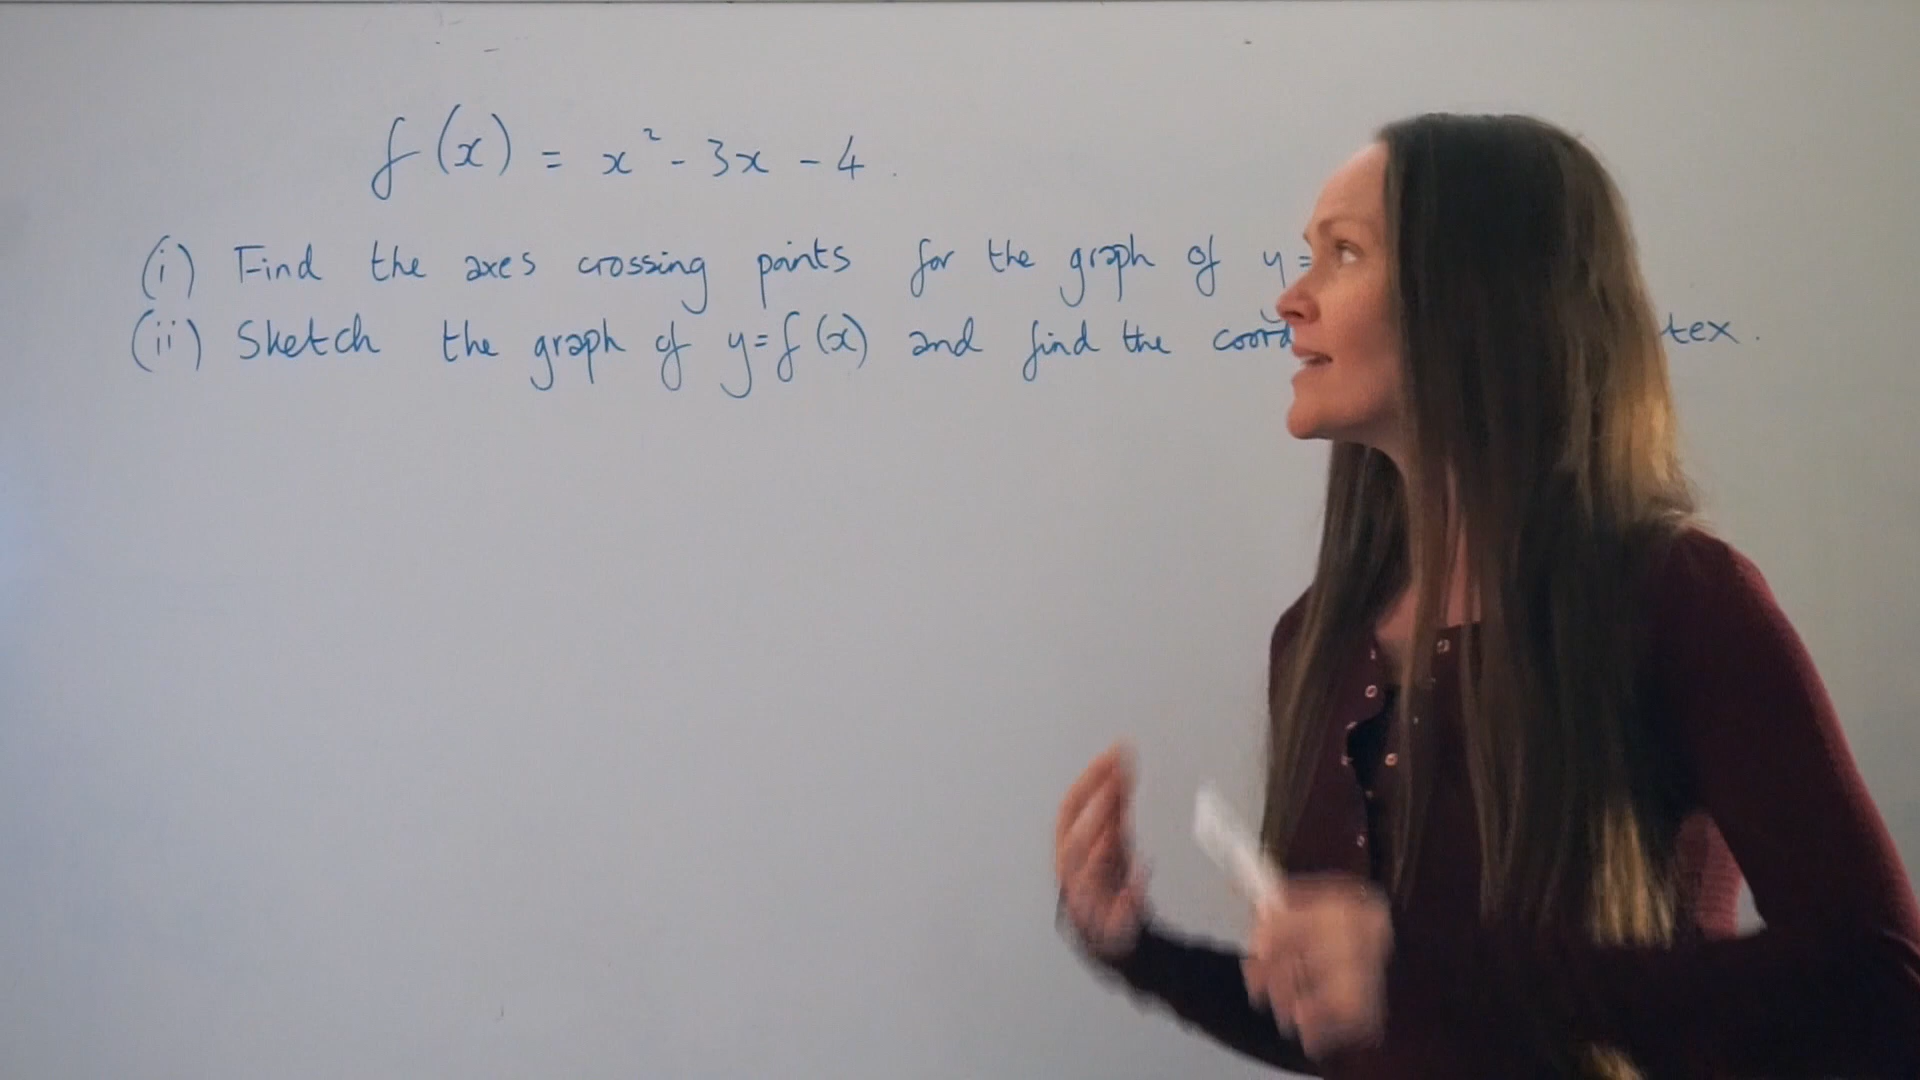 f(x) = x² - 3x - 4.
(i) Find the axes crossing points for the graph of y=
(ii) Sketch the graph of y=f(x) and find the